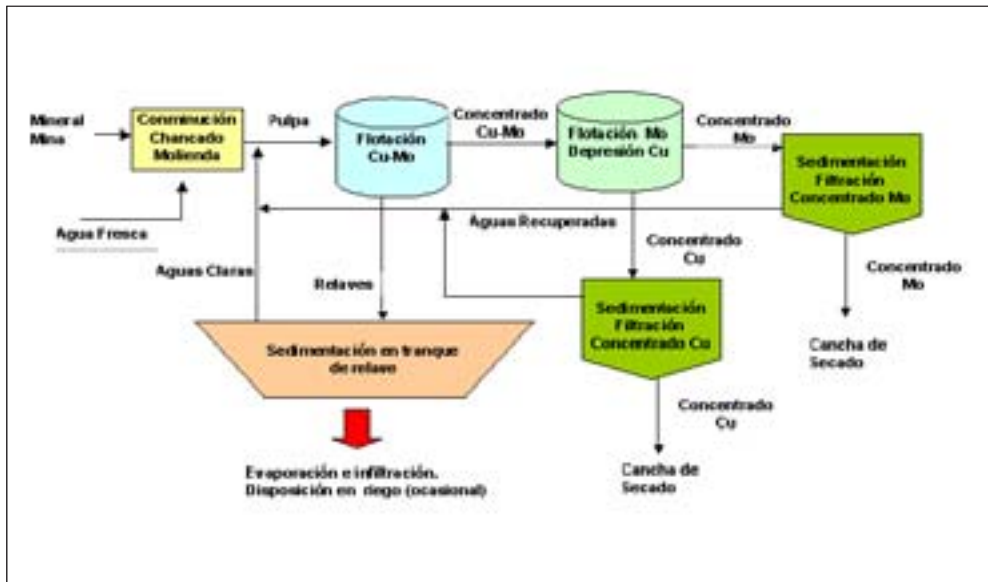 Mineral
Mina
Conminución
Chancado
Molienda
Pulpa
Flotación
Cu-Mo
Concentrado
Cu-Mo
Flotación Mo
Depresión Cu
Concentrado
Mo
Sedimentación
Filtración
Concentrado Mo
Agua Fresca
Aguas Claras
Relaves
Aguas Recuperadas
Concentrado
Cu
Concentrado
Mo
Sedimentación en tranque
de relave
Sedimentación
Filtración
Concentrado Cu
Cancha de
Secado
Concentrado
Cu
Evaporación e infiltración.
Disposición en riego (ocasional)
Cancha de
Secado